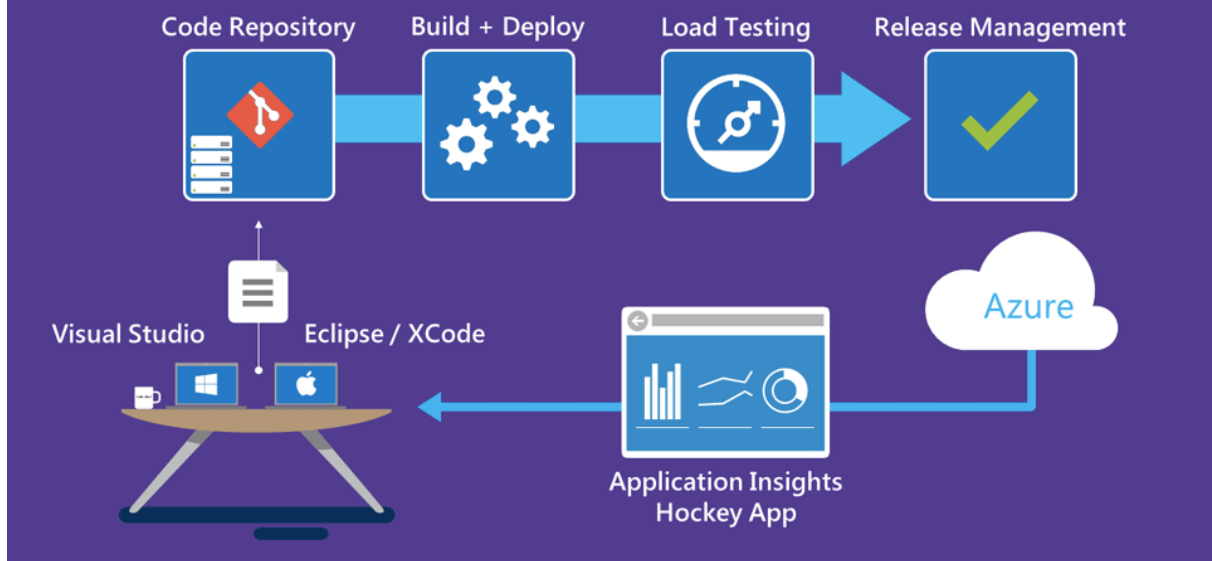 Code Repository
Build + Deploy
Load Testing
Release Management
Azure
Visual Studio
Eclipse / XCode
Application Insights
Hockey App